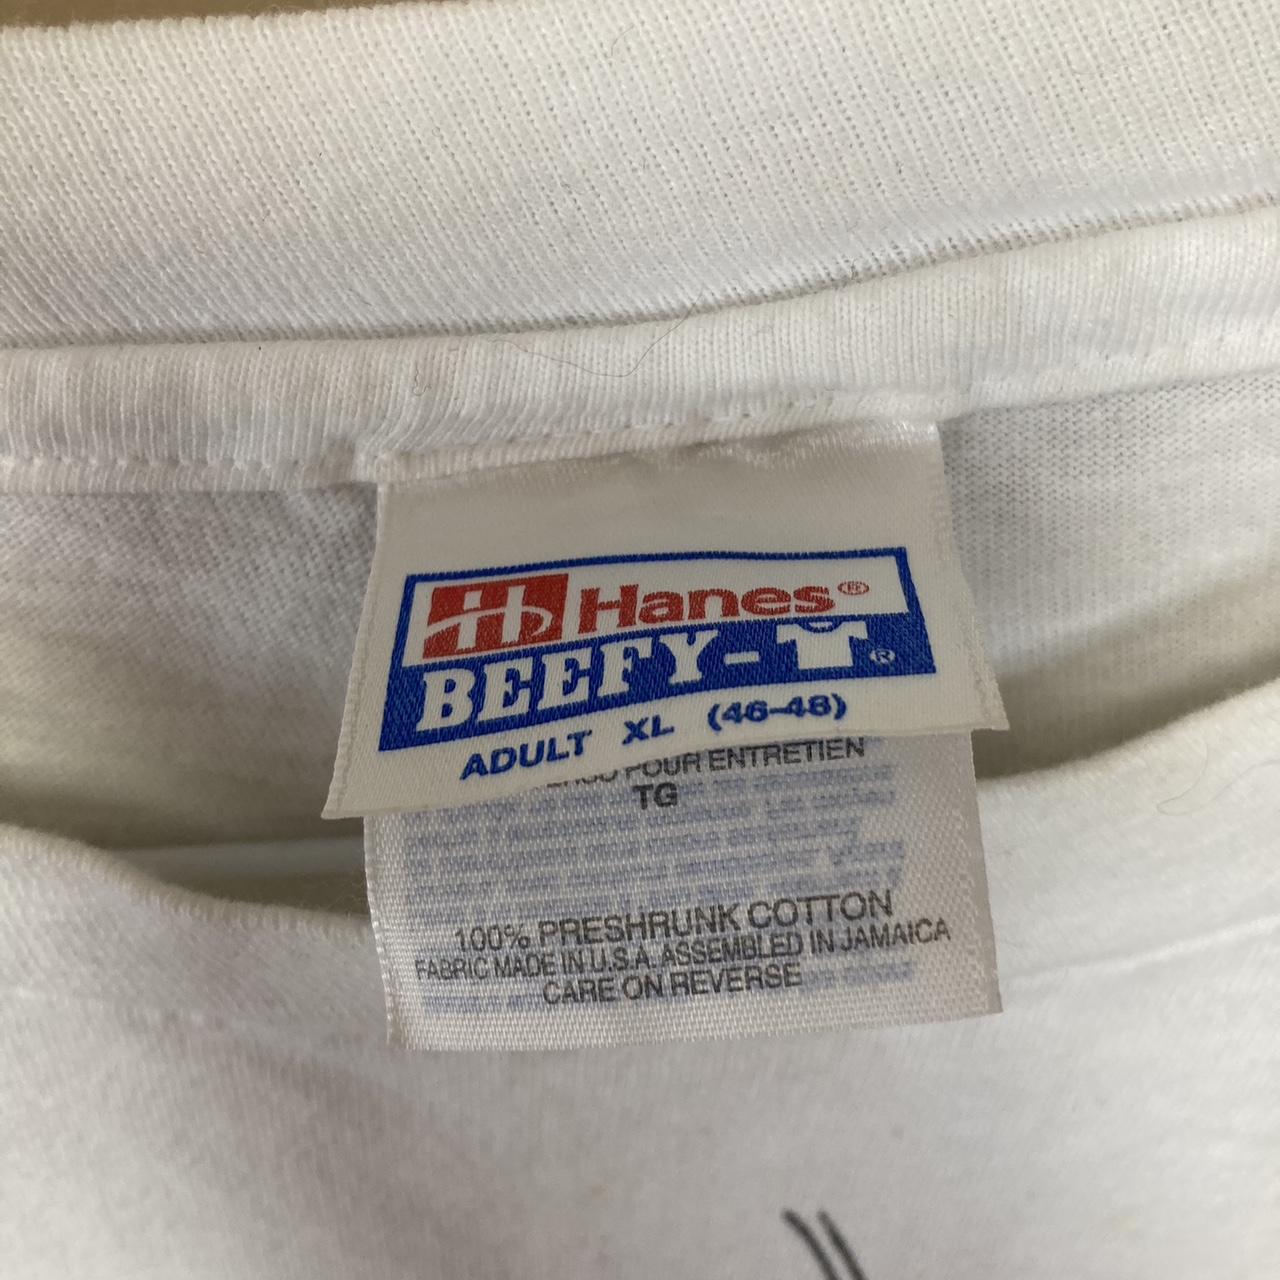 Hanes®
BEEFY-T®
ADULT XL (46-48)
POUR ENTRETIEN
TG
100% PRESHRUNK COTTON
FABRIC MADE IN U.S.A. ASSEMBLED IN JAMAICA
CARE ON REVERSE